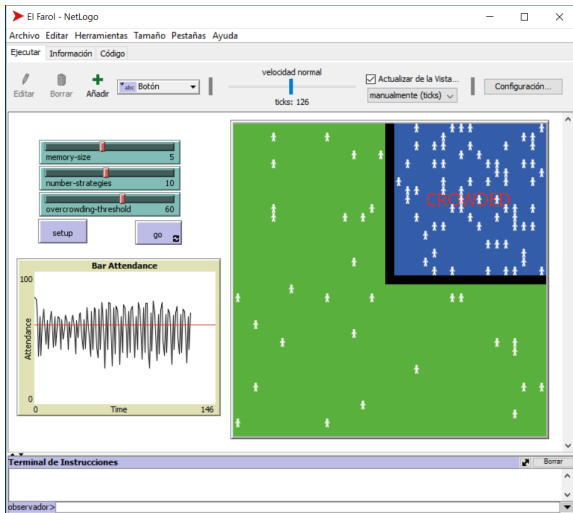 El Farol - NetLogo
Archivo Editar Herramientas Tamaño Pestañas Ayuda
Ejecutar Información Código
Editar Borrar Añadir abc Botón
velocidad normal
ticks: 126
Actualizar de la Vista...
manualmente (ticks)
Configuración...
memory-size 5
number-strategies 10
overcrowding-threshold 60
setup go
CROWDED
Bar Attendance
100
Attendance
0
0 Time 146
Terminal de Instrucciones Borrar
observador>